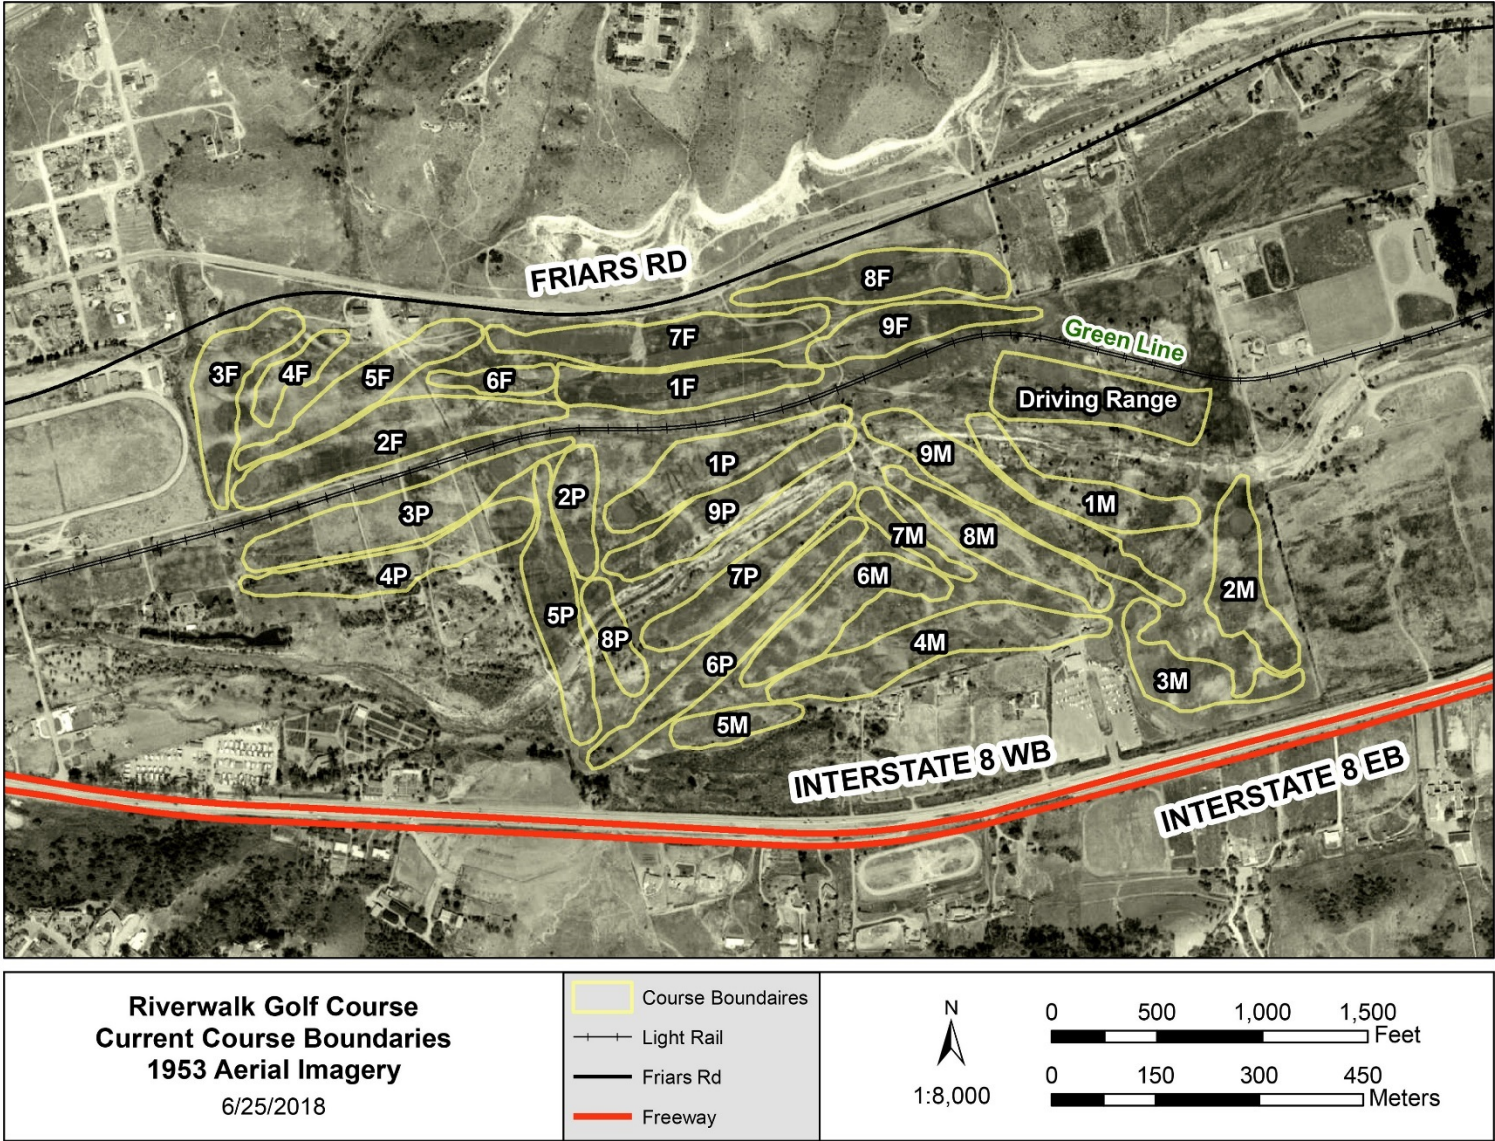 FRIARS RD
8F
7F
9F
Green Line
3F
4F
5F
6F
1F
Driving Range
2F
1P
9M
2P
3P
9P
1M
7M
8M
4P
7P
6M
2M
5P
8P
4M
6P
3M
5M
INTERSTATE 8 WB
INTERSTATE 8 EB
Riverwalk Golf Course
Current Course Boundaries
1953 Aerial Imagery
6/25/2018
Course Boundaires
Light Rail
Friars Rd
Freeway
N
1:8,000
0 500 1,000 1,500
Feet
0 150 300 450
Meters